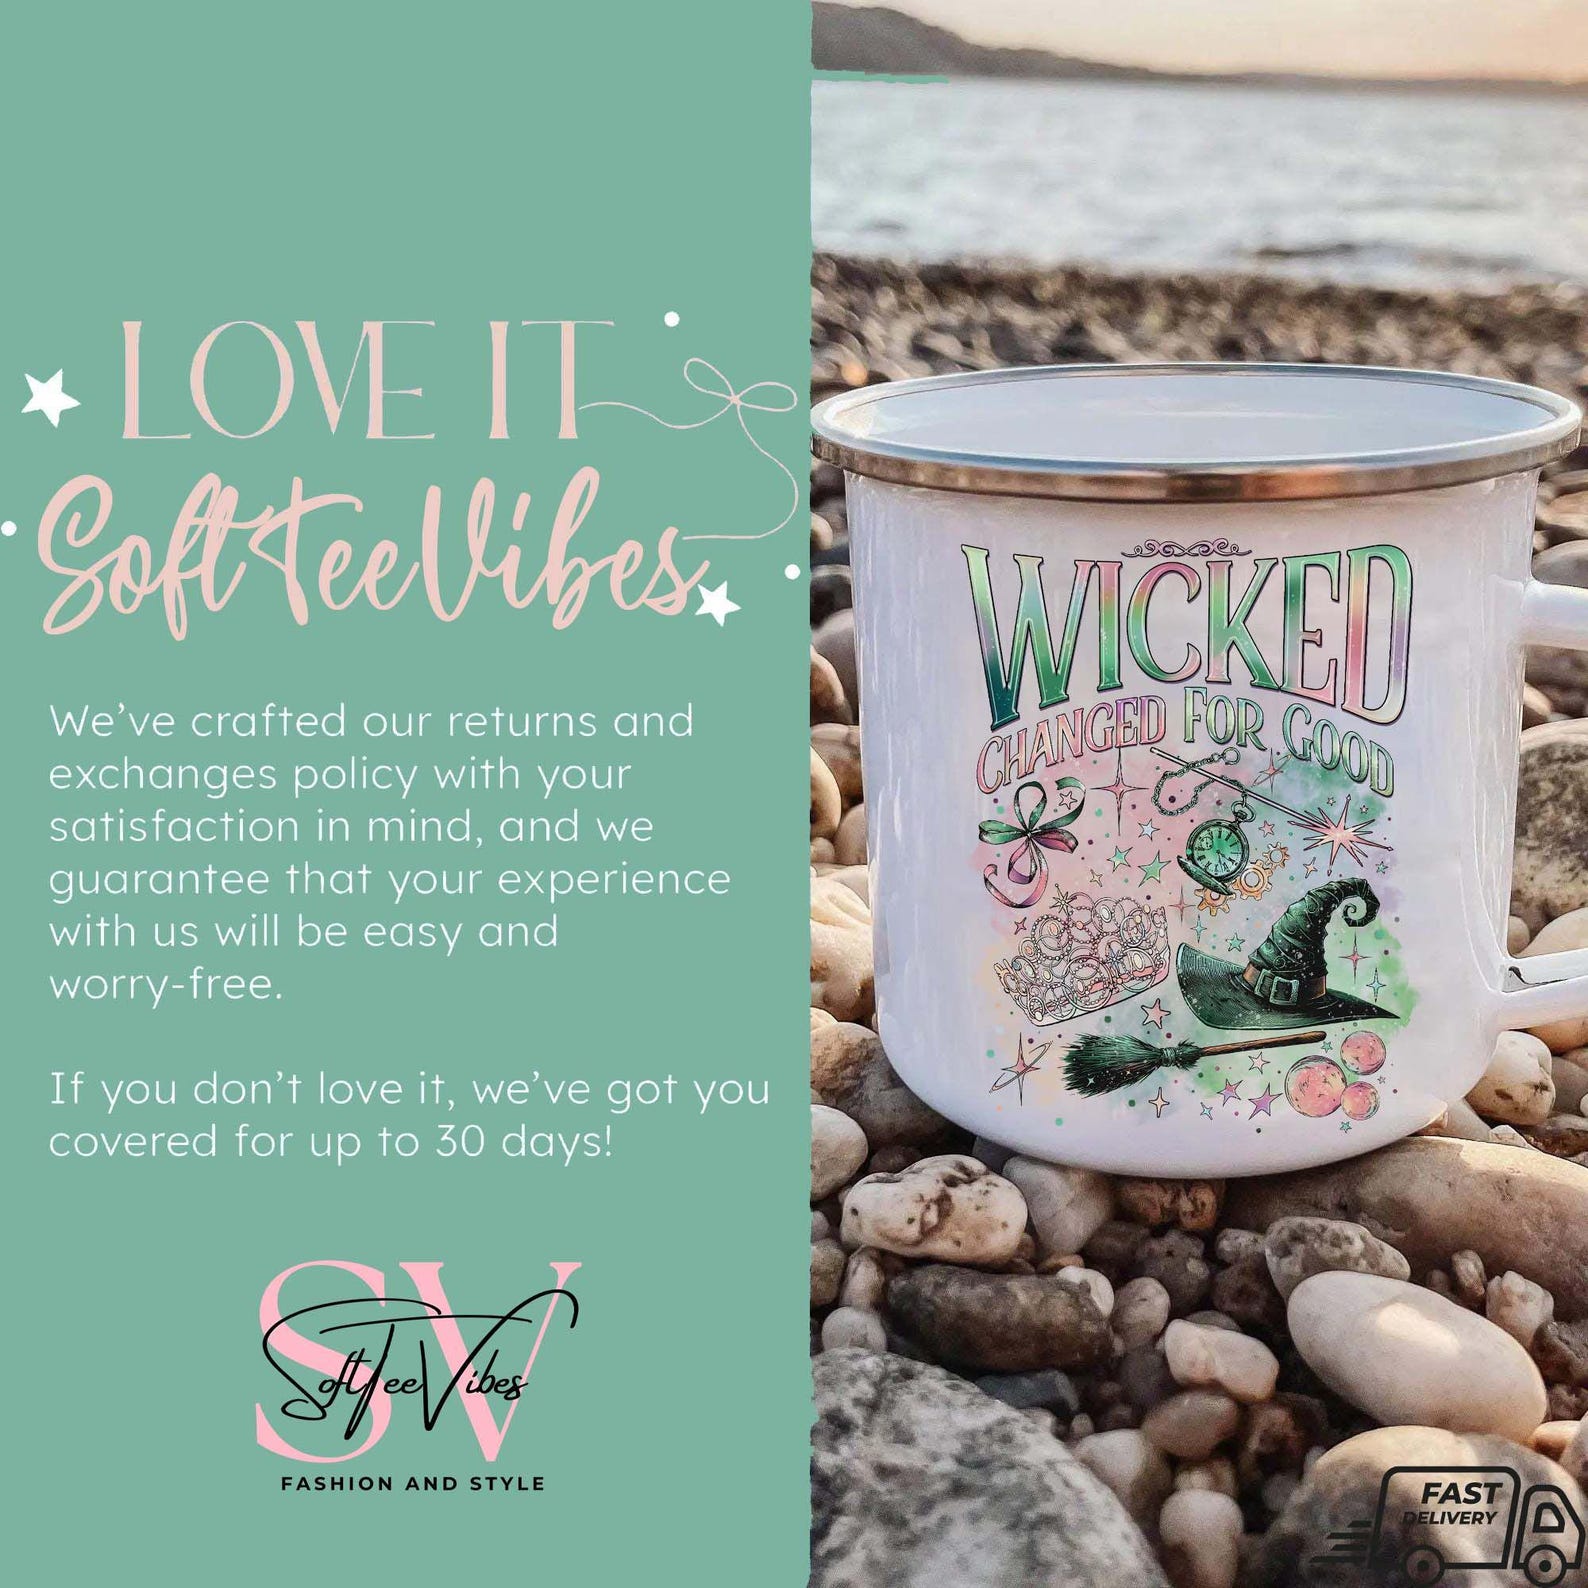 LOVE IT
SoftTeeVibes
We've crafted our returns and
exchanges policy with your
satisfaction in mind, and we
guarantee that your experience
with us will be easy and
worry-free.
If you don't love it, we've got you
covered for up to 30 days!
SV
SoftTeeVibes
FASHION AND STYLE
WICKED
CHANGED FOR GOOD
FAST
DELIVERY